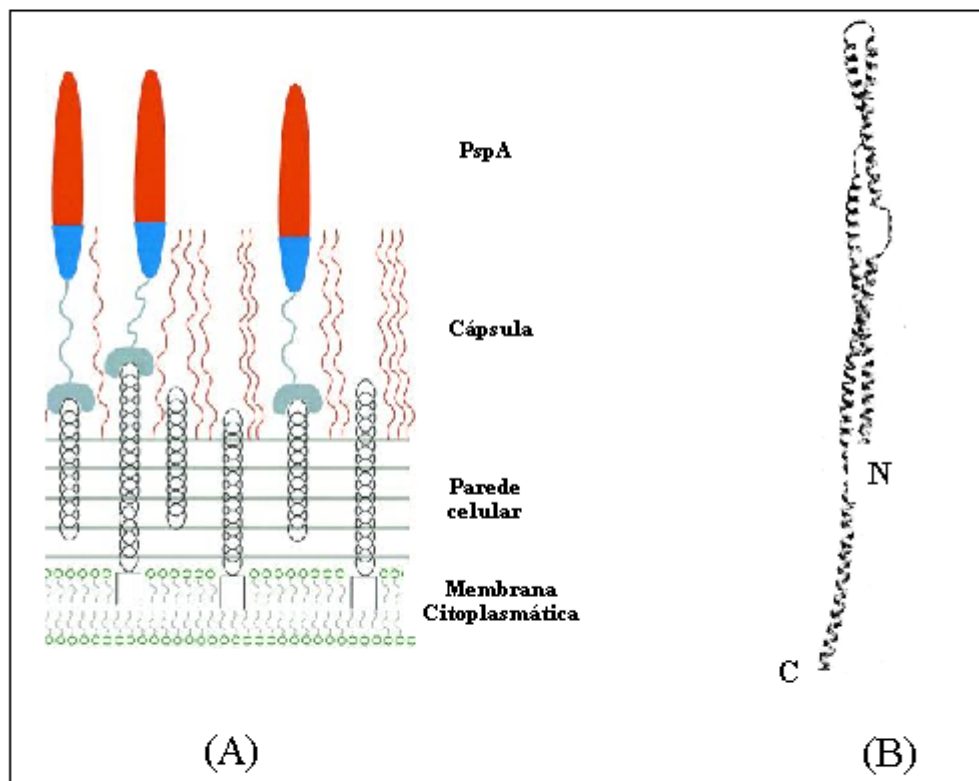 PspA
Cápsula
Parede
celular
Membrana
Citoplasmática
(A)
N
C
(B)